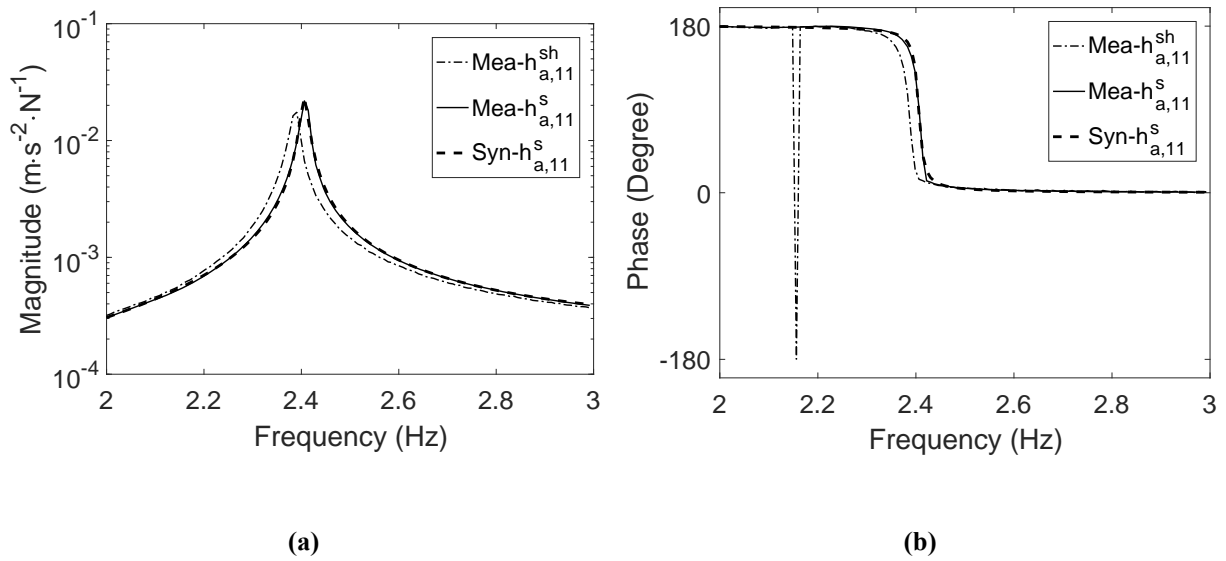 10^-1
10^-2
10^-3
10^-4
2 2.2 2.4 2.6 2.8 3
Magnitude (m·s^-2·N^-1)
Frequency (Hz)
Mea-h^sh_a,11
Mea-h^s_a,11
Syn-h^s_a,11
(a)
180
0
-180
2 2.2 2.4 2.6 2.8 3
Phase (Degree)
Frequency (Hz)
Mea-h^sh_a,11
Mea-h^s_a,11
Syn-h^s_a,11
(b)